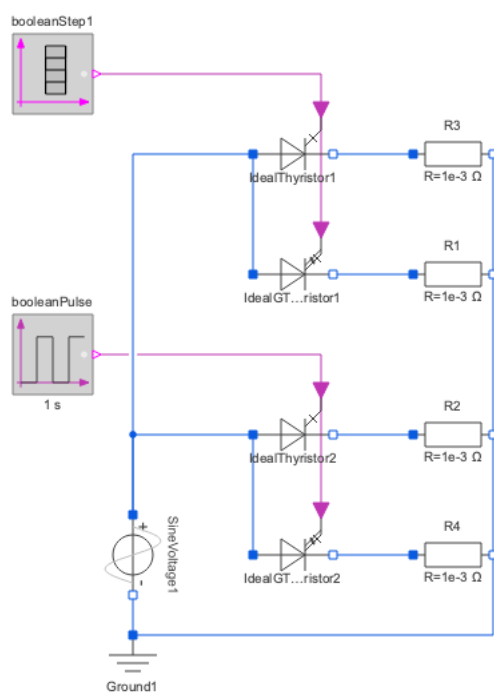 booleanStep1
R3
IdealThyristor1
R=1e-3 Ω
R1
IdealGT...ristor1
R=1e-3 Ω
booleanPulse
1 s
R2
IdealThyristor2
R=1e-3 Ω
SineVoltage1
+
-
R4
IdealGT...ristor2
R=1e-3 Ω
Ground1